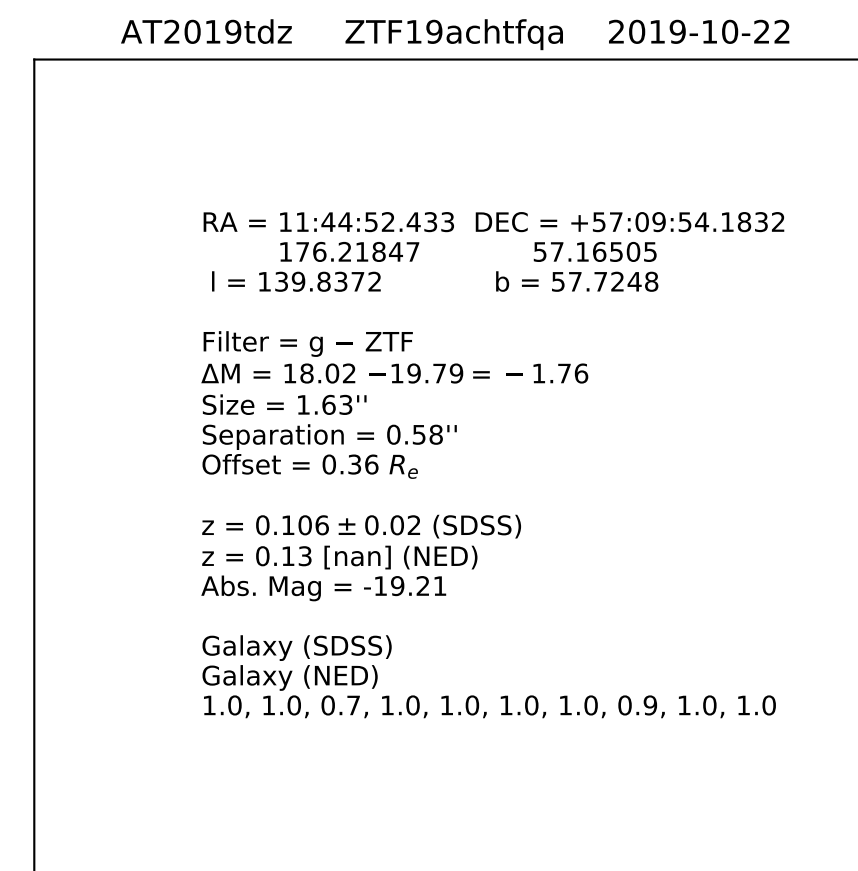 AT2019tdz ZTF19achtfqa 2019-10-22
RA = 11:44:52.433 DEC = +57:09:54.1832
176.21847 57.16505
l = 139.8372 b = 57.7248
Filter = g − ZTF
ΔM = 18.02 −19.79 = − 1.76
Size = 1.63''
Separation = 0.58''
Offset = 0.36 Rₑ
z = 0.106 ± 0.02 (SDSS)
z = 0.13 [nan] (NED)
Abs. Mag = -19.21
Galaxy (SDSS)
Galaxy (NED)
1.0, 1.0, 0.7, 1.0, 1.0, 1.0, 1.0, 0.9, 1.0, 1.0